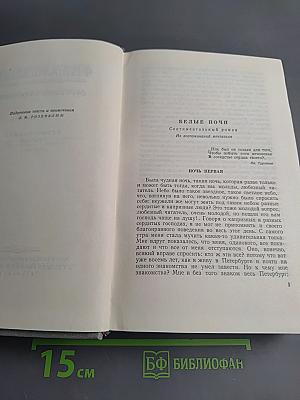 Подготовка текста и примечания
Л. М. РОЗЕНБЛЮМ
БЕЛЫЕ НОЧИ
Сентиментальный роман
Из воспоминаний мечтателя
Иль был он создан для того,
Чтобы побыть хотя мгновенье
В соседстве сердца твоего?..
Ив. Тургенев
НОЧЬ ПЕРВАЯ
Была чудная ночь, такая ночь, которая разве только
и может быть тогда, когда мы молоды, любезный чита-
тель. Небо было такое звездное, такое светлое небо,
что, взглянув на него, невольно нужно было спросить
себя: неужели же могут жить под таким небом разные
сердитые и капризные люди? Это тоже молодой вопрос,
любезный читатель, очень молодой, но пошли его вам
господь чаще на душу!.. Говоря о капризных и разных
сердитых господах, я не мог не припомнить и своего
благонравного поведения во весь этот день. С самого
утра меня стала мучить какая-то удивительная тоска.
Мне вдруг показалось, что меня, одинокого, все поки-
дают и что все от меня отступаются. Оно, конечно,
всякий вправе спросить: кто ж эти все? потому что вот
уже восемь лет, как я живу в Петербурге, и почти ни
одного знакомства не умел завести. Но к чему мне
знакомства? Мне и без того знаком весь Петербург;
15 см
БФ БИБЛИОФАН